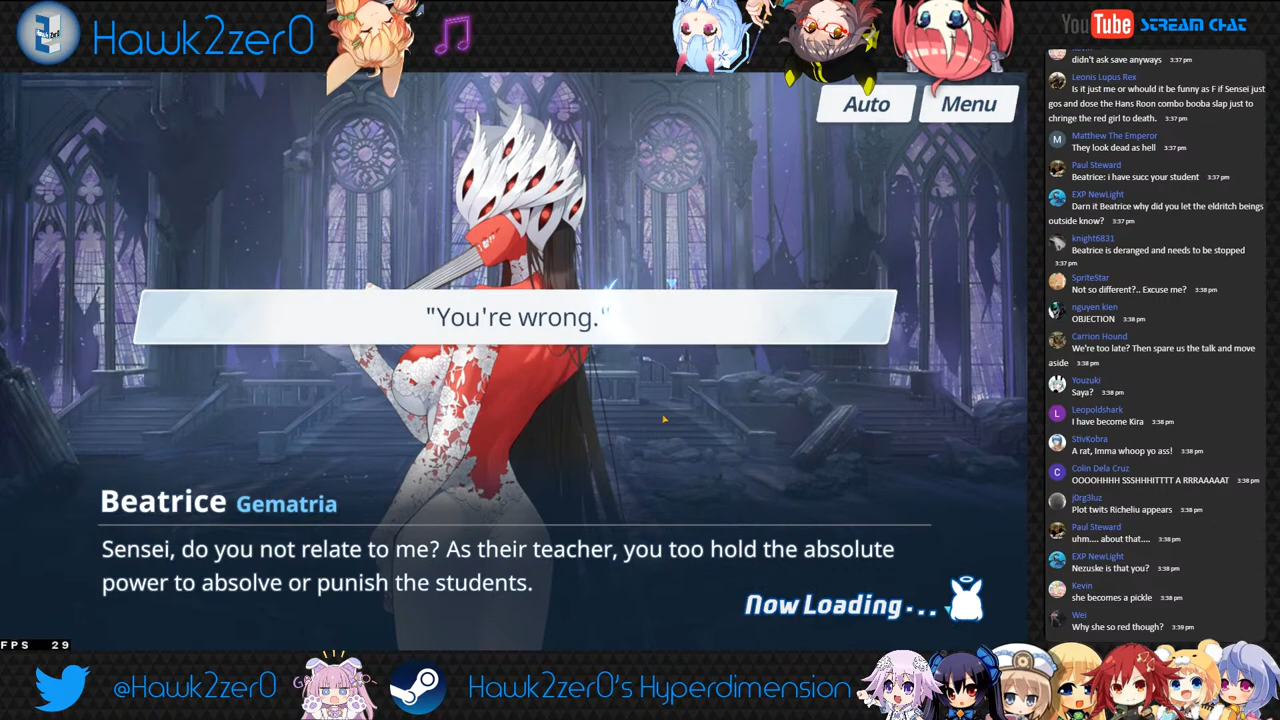 Hawk2zer0
You Tube STREAM CHAT
Auto
Menu
"You're wrong."
Beatrice Gematria
Sensei, do you not relate to me? As their teacher, you too hold the absolute
power to absolve or punish the students.
Now Loading...
FPS 29
@Hawk2zer0
Hawk2zer0's Hyperdimension
didn't ask save anyways 3:37 pm
Leonis Lupus Rex
Is it just me or whould it be funny as F if Sensei just
gos and dose the Hans Roon combo booba slap just to
chringe the red girl to death. 3:37 pm
M
Matthew The Emperor
They look dead as hell 3:37 pm
Paul Steward
Beatrice: i have succ your student 3:37 pm
EXP NewLight
Darn it Beatrice why did you let the eldritch beings
outside know? 3:37 pm
knight6831
Beatrice is deranged and needs to be stopped
3:37 pm
SpriteStar
Not so different?.. Excuse me? 3:38 pm
nguyen kien
OBJECTION 3:38 pm
Carrion Hound
We're too late? Then spare us the talk and move
aside 3:38 pm
Youzuki
Saya? 3:38 pm
L
Leopoldshark
I have become Kira 3:38 pm
StivKobra
A rat, Imma whoop yo ass! 3:38 pm
C
Colin Dela Cruz
OOOOHHHH SSSHHHITTTT A RRRAAAAAT 3:38 pm
j0rg3luz
Plot twits Richeliu appears 3:38 pm
Paul Steward
uhm.... about that.... 3:38 pm
EXP NewLight
Nezuske is that you? 3:38 pm
Kevin
she becomes a pickle 3:38 pm
Wei
Why she so red though? 3:39 pm